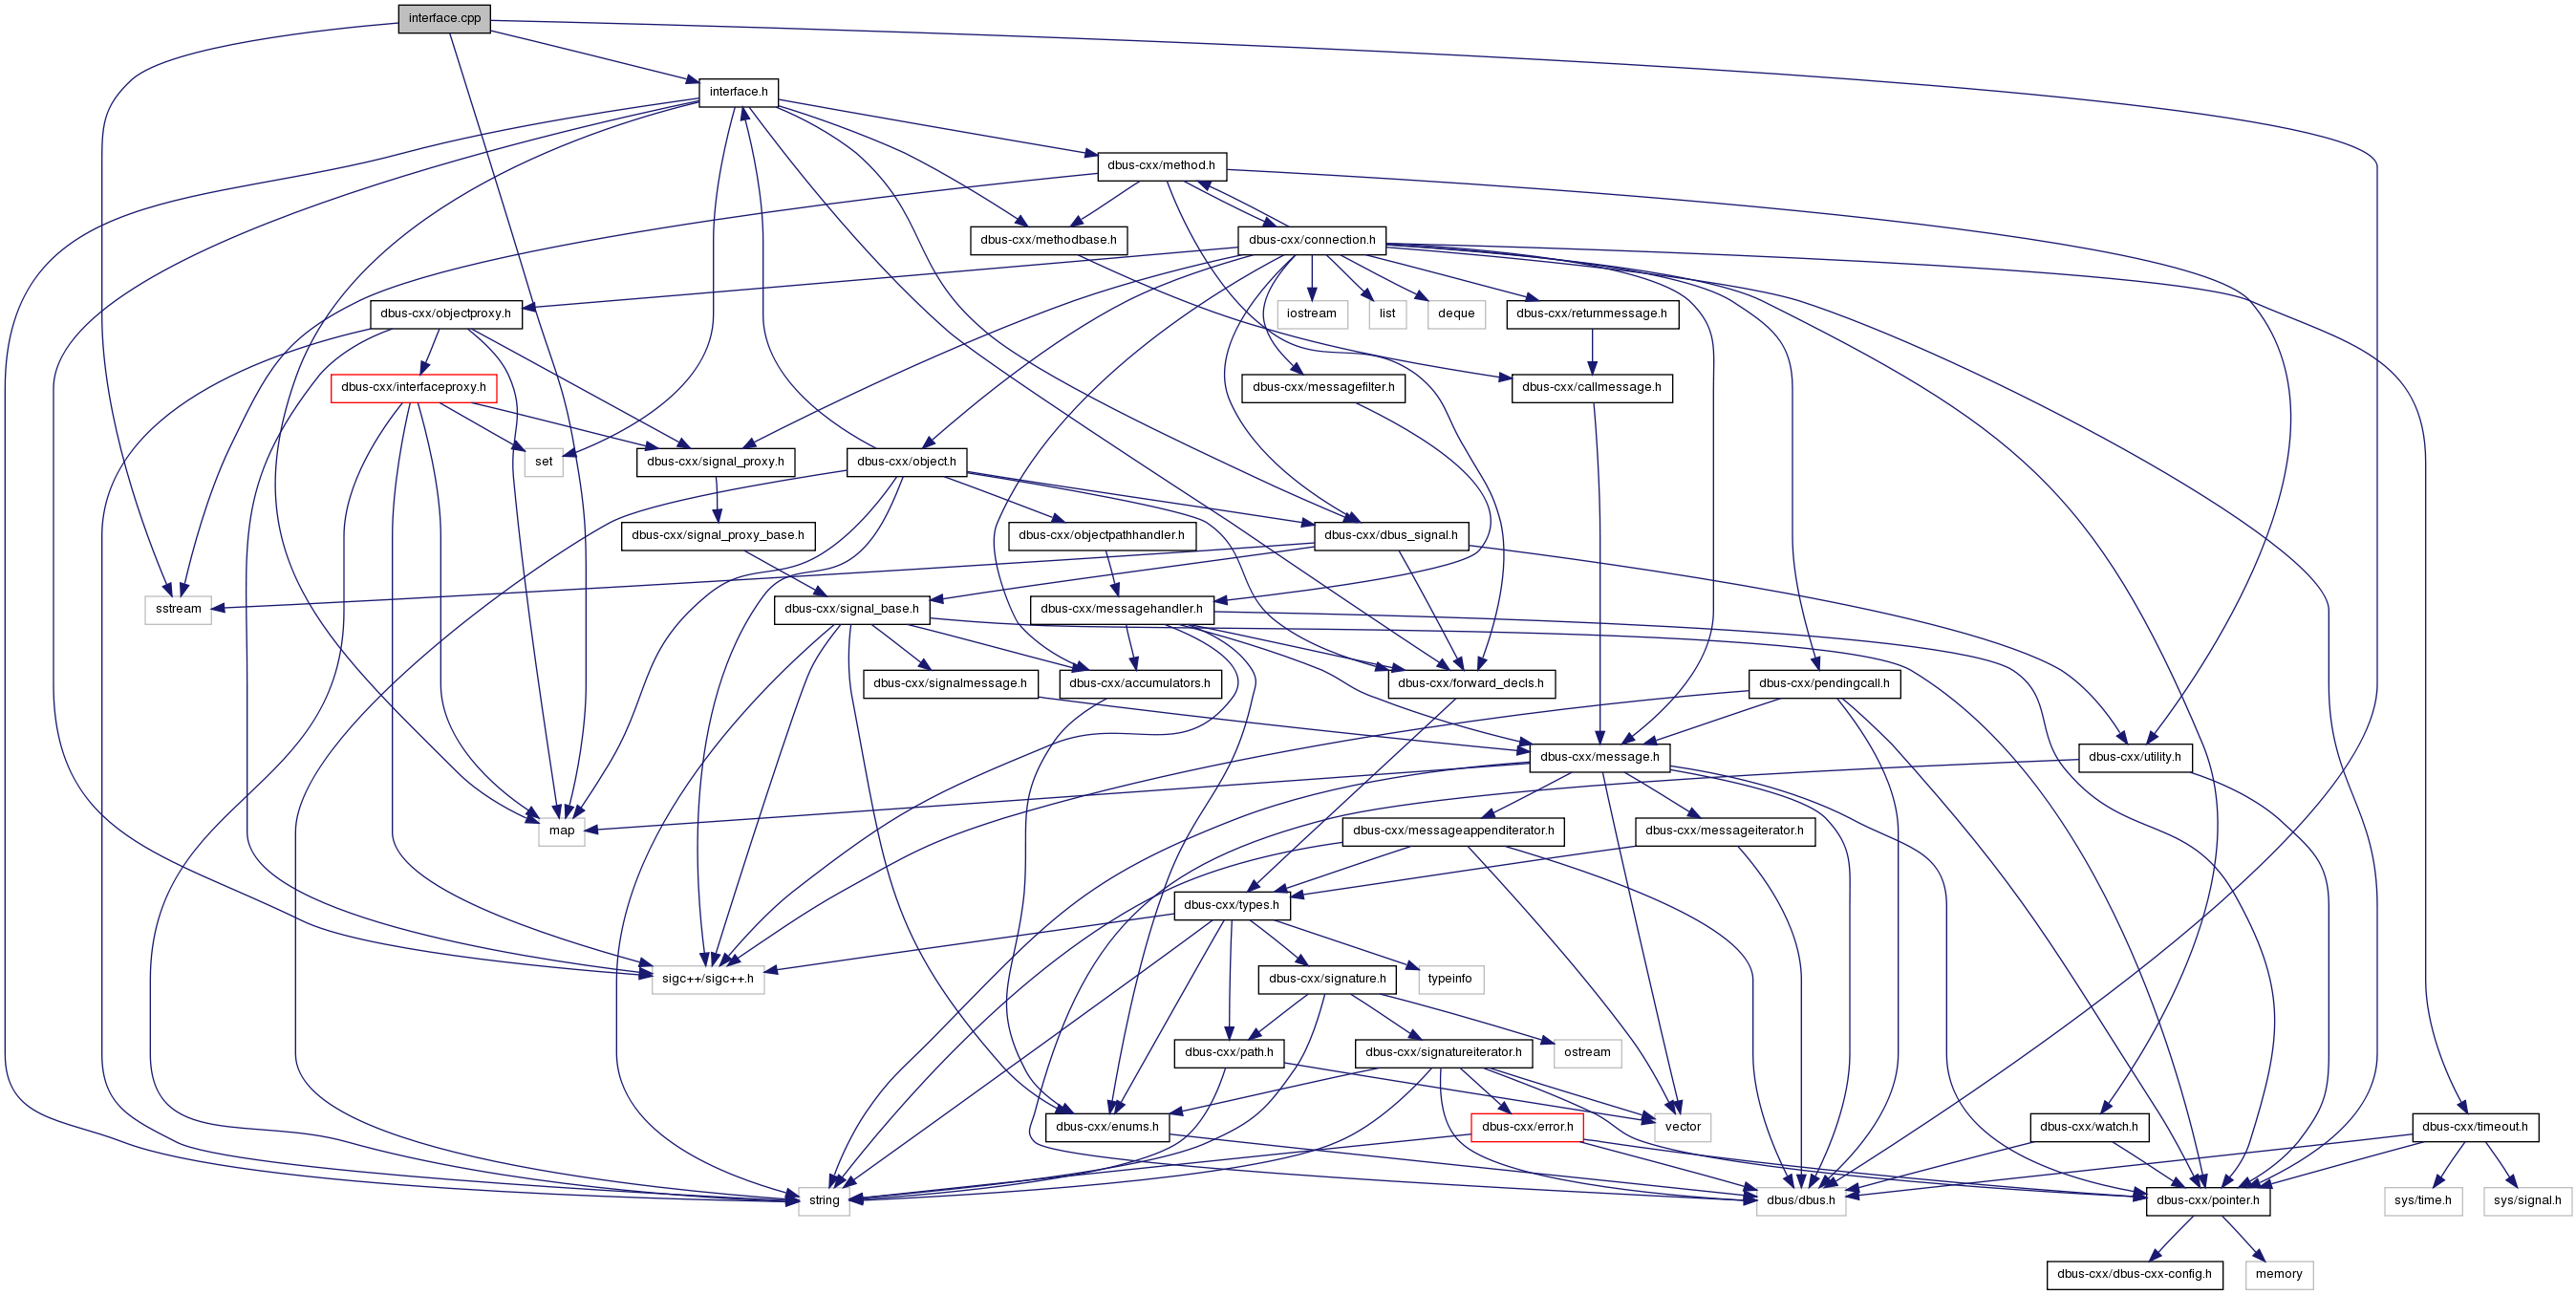 interface.cpp
interface.h
dbus-cxx/method.h
dbus-cxx/methodbase.h
dbus-cxx/connection.h
dbus-cxx/objectproxy.h
iostream
list
deque
dbus-cxx/returnmessage.h
dbus-cxx/interfaceproxy.h
dbus-cxx/messagefilter.h
dbus-cxx/callmessage.h
set
dbus-cxx/signal_proxy.h
dbus-cxx/object.h
dbus-cxx/signal_proxy_base.h
dbus-cxx/objectpathhandler.h
dbus-cxx/dbus_signal.h
sstream
dbus-cxx/signal_base.h
dbus-cxx/messagehandler.h
dbus-cxx/signalmessage.h
dbus-cxx/accumulators.h
dbus-cxx/forward_decls.h
dbus-cxx/pendingcall.h
dbus-cxx/message.h
dbus-cxx/utility.h
map
dbus-cxx/messageappenditerator.h
dbus-cxx/messageiterator.h
dbus-cxx/types.h
sigc++/sigc++.h
dbus-cxx/signature.h
typeinfo
dbus-cxx/path.h
dbus-cxx/signatureiterator.h
ostream
dbus-cxx/enums.h
dbus-cxx/error.h
vector
dbus-cxx/watch.h
dbus-cxx/timeout.h
string
dbus/dbus.h
dbus-cxx/pointer.h
sys/time.h
sys/signal.h
dbus-cxx/dbus-cxx-config.h
memory